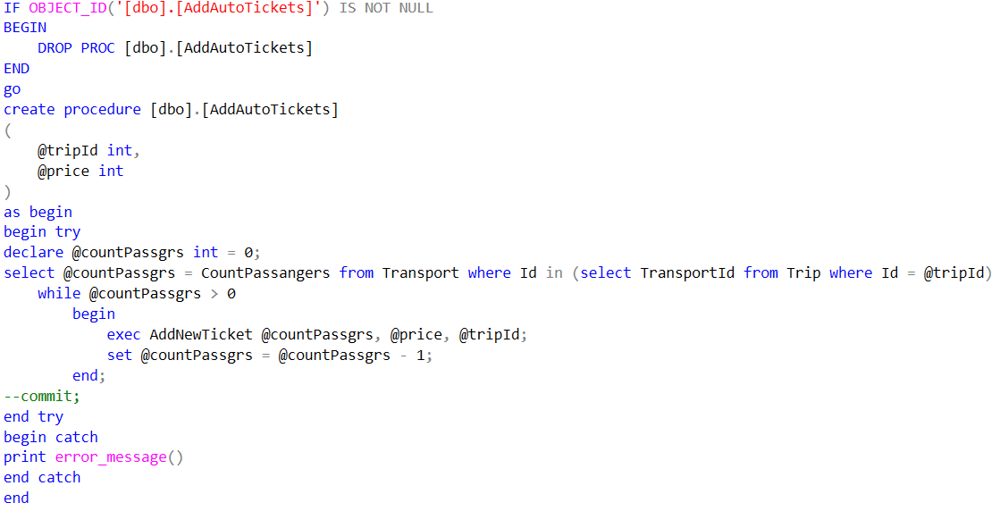 IF OBJECT_ID('[dbo].[AddAutoTickets]') IS NOT NULL
BEGIN
    DROP PROC [dbo].[AddAutoTickets]
END
go
create procedure [dbo].[AddAutoTickets]
(
    @tripId int,
    @price int
)
as begin
begin try
declare @countPassgrs int = 0;
select @countPassgrs = CountPassangers from Transport where Id in (select TransportId from Trip where Id = @tripId)
    while @countPassgrs > 0
        begin
            exec AddNewTicket @countPassgrs, @price, @tripId;
            set @countPassgrs = @countPassgrs - 1;
        end;
--commit;
end try
begin catch
print error_message()
end catch
end